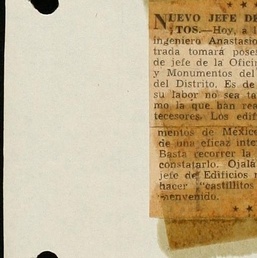 NUEVO JEFE DE
TOS.—Hoy, a l
ingeniero Anastasio
trada tomará poses
de jefe de la Ofici
y Monumentos del
del Distrito. Es de
su labor no sea ta
mo la que han rea
tecesores. Los edif
mentos de México
de una eficaz inte
Basta recorrer la
constatarlo. Ojalá
jefe de Edificios n
hacer "castillitos
bienvenido.